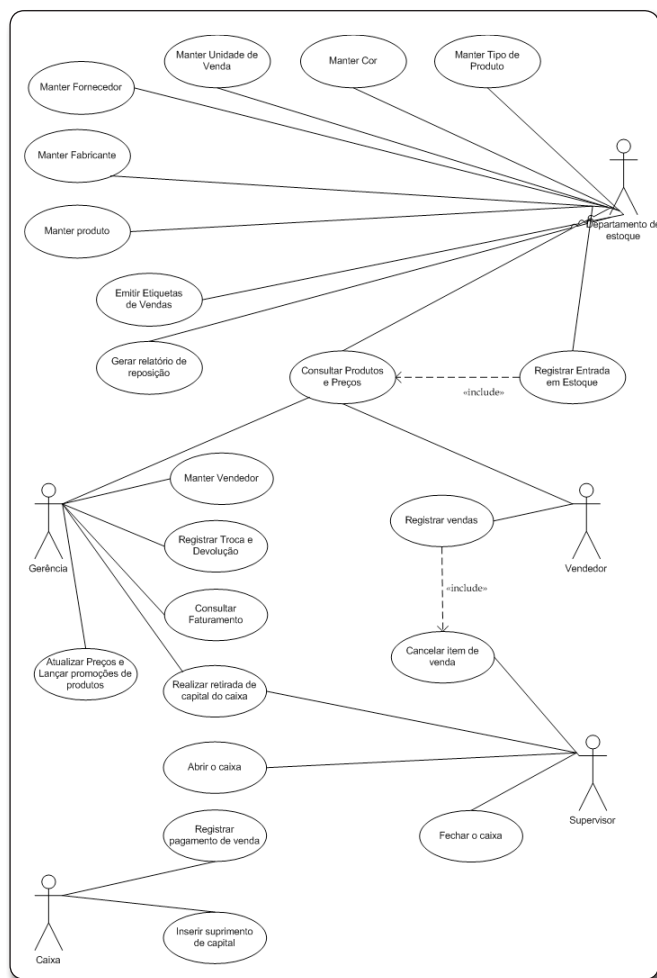 Manter Unidade de
Venda
Manter Cor
Manter Tipo de
Produto
Manter Fornecedor
Manter Fabricante
Manter produto
Departamento de
estoque
Emitir Etiquetas
de Vendas
Gerar relatório de
reposição
Consultar Produtos
e Preços
«include»
Registrar Entrada
em Estoque
Manter Vendedor
Gerência
Registrar Troca e
Devolução
Registrar vendas
Vendedor
«include»
Consultar
Faturamento
Atualizar Preços e
Lançar promoções de
produtos
Realizar retirada de
capital do caixa
Cancelar item de
venda
Abrir o caixa
Supervisor
Fechar o caixa
Registrar
pagamento de venda
Caixa
Inserir suprimento
de capital